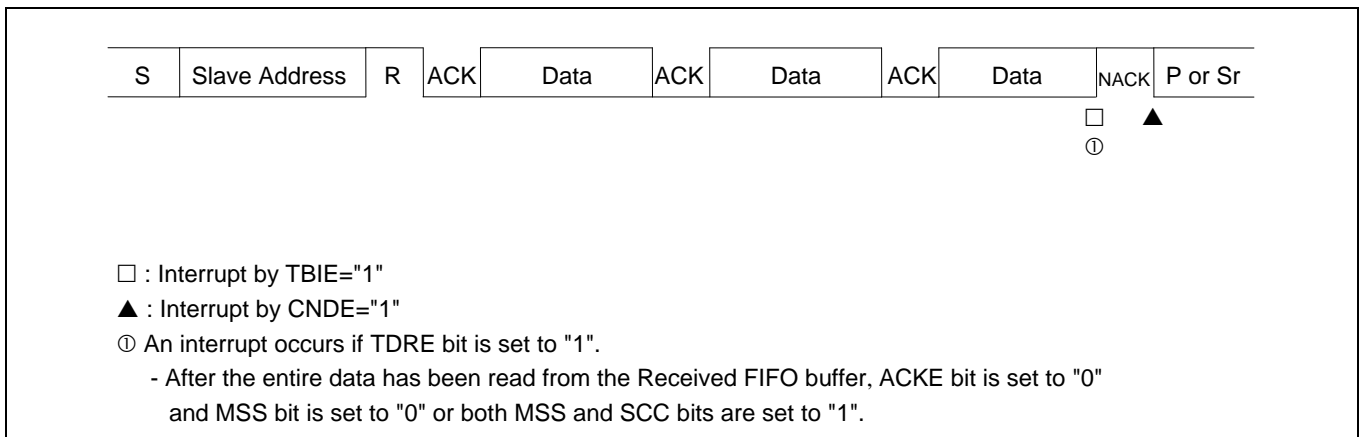 S Slave Address R ACK Data ACK Data ACK Data NACK P or Sr
①
□ : Interrupt by TBIE="1"
▲ : Interrupt by CNDE="1"
① An interrupt occurs if TDRE bit is set to "1".
- After the entire data has been read from the Received FIFO buffer, ACKE bit is set to "0"
and MSS bit is set to "0" or both MSS and SCC bits are set to "1".